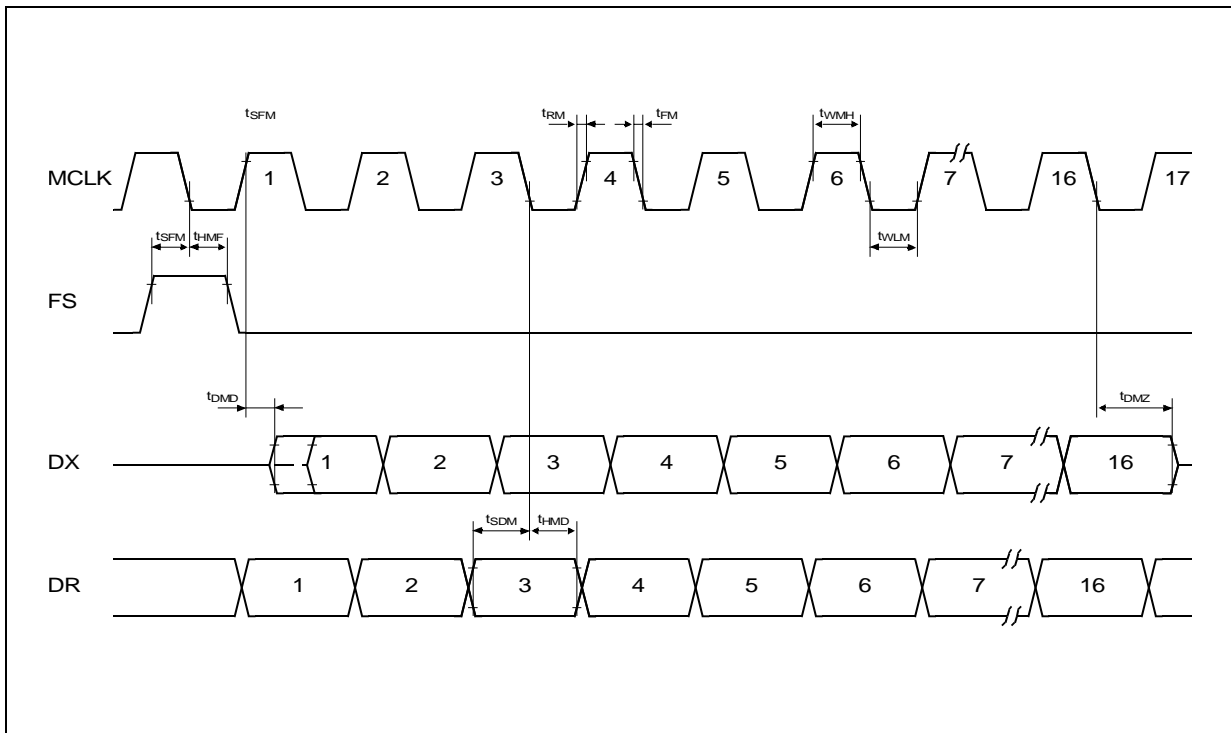 tSFM
tRM
tFM
tWMH
MCLK 1 2 3 4 5 6 7 16 17
tSFM tHMF
tWLM
FS
tDMD
tDMZ
DX 1 2 3 4 5 6 7 16
tSDM tHMD
DR 1 2 3 4 5 6 7 16